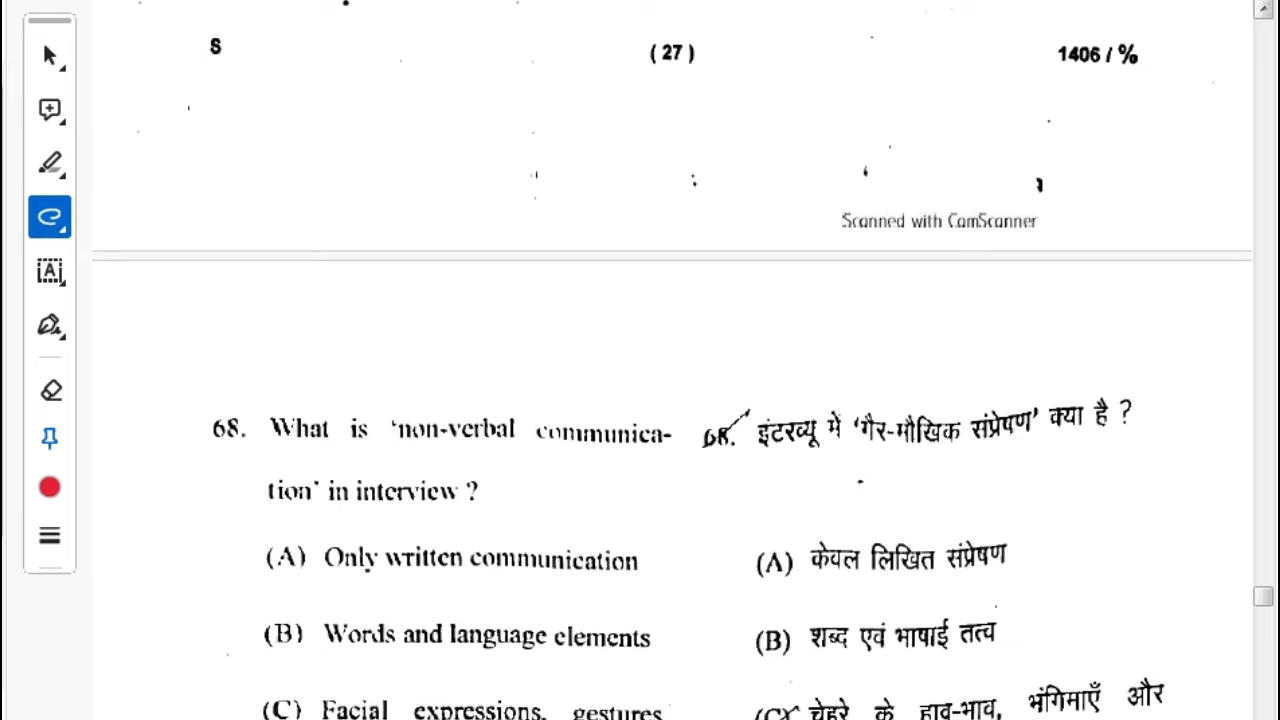 S
( 27 )
1406 / %
Scanned with CamScanner
68. What is 'non-verbal communica-
tion' in interview ?
(A) Only written communication
(B) Words and language elements
(C) Facial expressions, gestures
68. इंटरव्यू में 'गैर-मौखिक संप्रेषण' क्या है ?
(A) केवल लिखित संप्रेषण
(B) शब्द एवं भाषाई तत्व
(C) चेहरे के हाव-भाव, भंगिमाएँ और